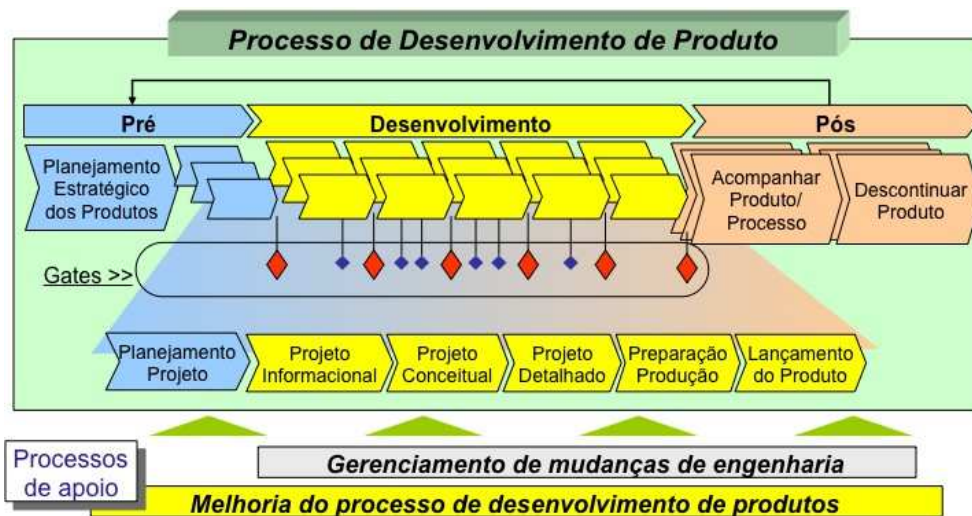 Processo de Desenvolvimento de Produto
Pré
Desenvolvimento
Pós
Planejamento
Estratégico
dos Produtos
Acompanhar
Produto/
Processo
Descontinuar
Produto
Gates >>
Planejamento
Projeto
Projeto
Informacional
Projeto
Conceitual
Projeto
Detalhado
Preparação
Produção
Lançamento
do Produto
Processos
de apoio
Gerenciamento de mudanças de engenharia
Melhoria do processo de desenvolvimento de produtos